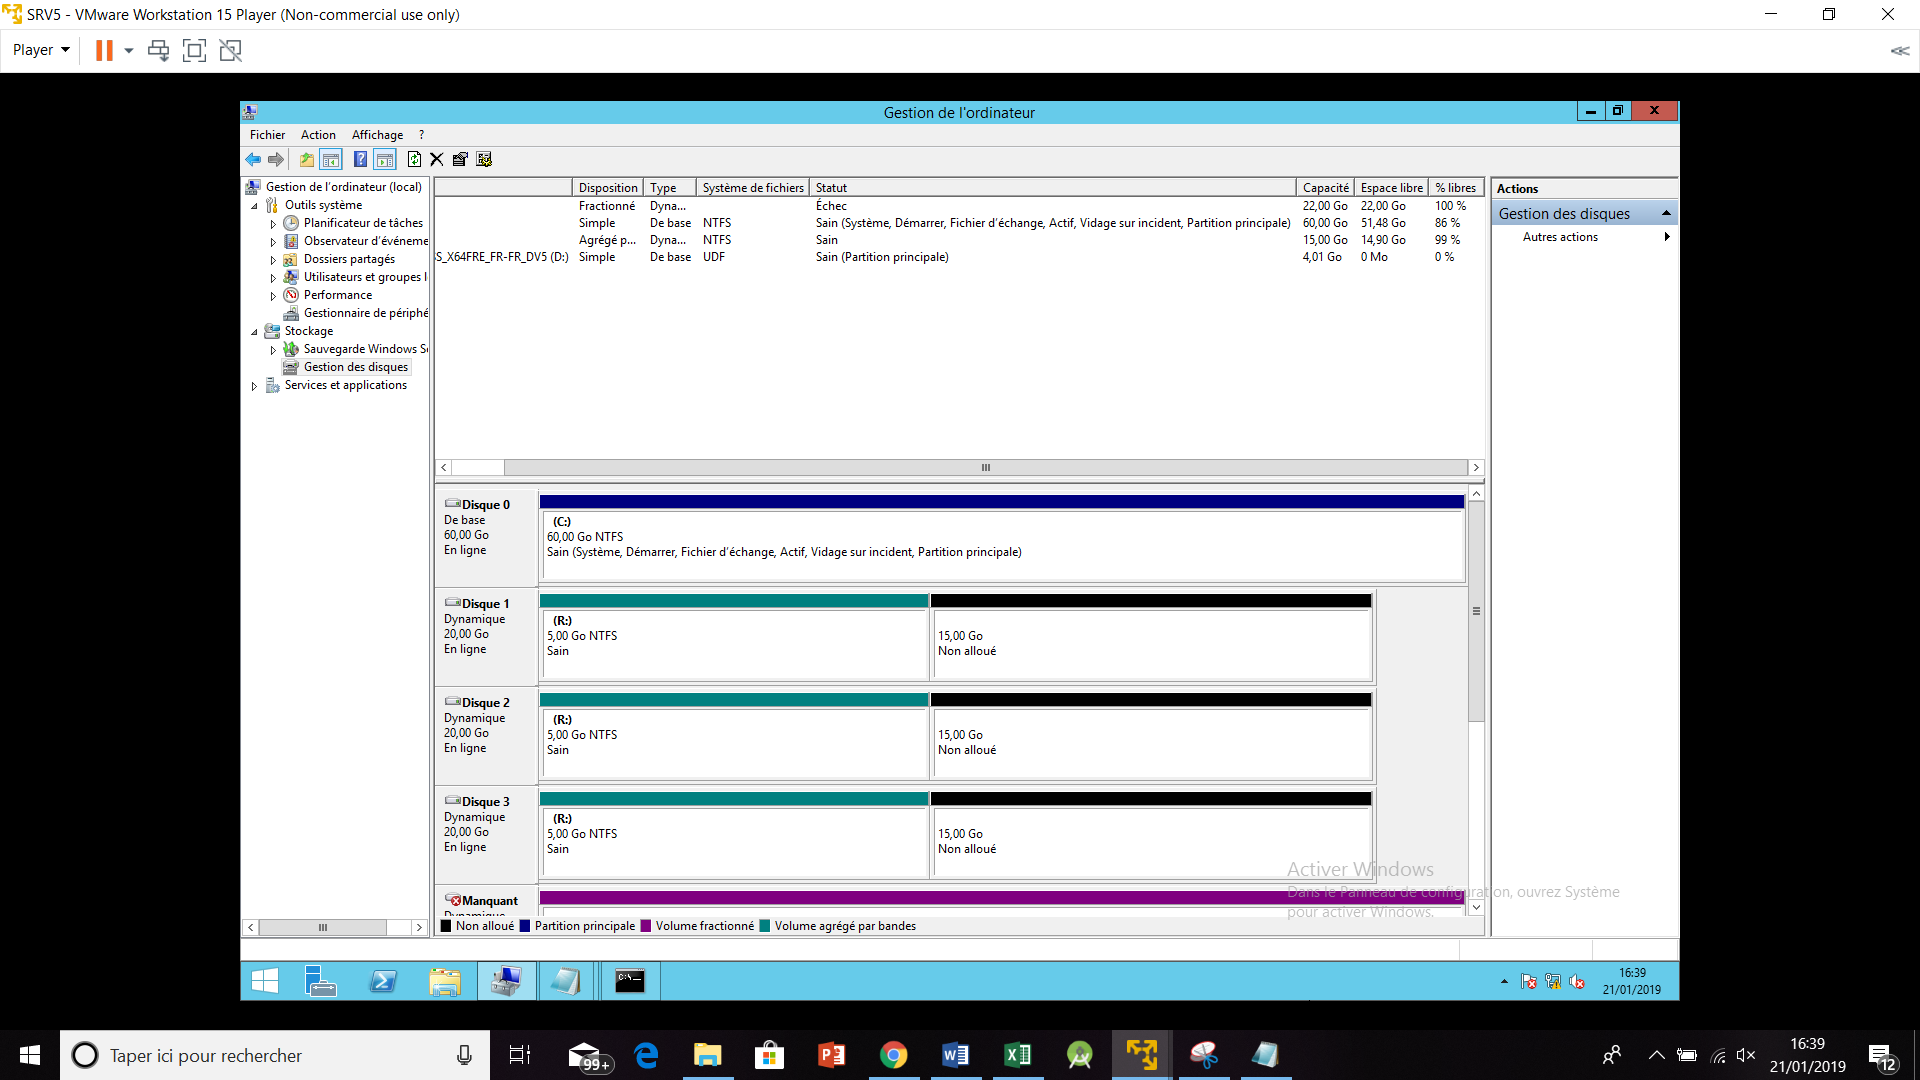 SRV5 - VMware Workstation 15 Player (Non-commercial use only)
Player
Gestion de l'ordinateur
Fichier Action Affichage ?
Gestion de l'ordinateur (local)
Outils système
Planificateur de tâches
Observateur d'événeme
Dossiers partagés
Utilisateurs et groupes l
Performance
Gestionnaire de périphé
Stockage
Sauvegarde Windows Se
Gestion des disques
Services et applications
Disposition Type Système de fichiers Statut Capacité Espace libre % libres
Fractionné Dyna... Échec 22,00 Go 22,00 Go 100 %
Simple De base NTFS Sain (Système, Démarrer, Fichier d'échange, Actif, Vidage sur incident, Partition principale) 60,00 Go 51,48 Go 86 %
Agrégé p... Dyna... NTFS Sain 15,00 Go 14,90 Go 99 %
S_X64FRE_FR-FR_DV5 (D:) Simple De base UDF Sain (Partition principale) 4,01 Go 0 Mo 0 %
Actions
Gestion des disques
Autres actions
Disque 0
De base
60,00 Go
En ligne
(C:)
60,00 Go NTFS
Sain (Système, Démarrer, Fichier d'échange, Actif, Vidage sur incident, Partition principale)
Disque 1
Dynamique
20,00 Go
En ligne
(R:)
5,00 Go NTFS
Sain
15,00 Go
Non alloué
Disque 2
Dynamique
20,00 Go
En ligne
(R:)
5,00 Go NTFS
Sain
15,00 Go
Non alloué
Disque 3
Dynamique
20,00 Go
En ligne
(R:)
5,00 Go NTFS
Sain
15,00 Go
Non alloué
Manquant
Dynamique
Activer Windows
Dans le Panneau de configuration, ouvrez Système
pour activer Windows.
Non alloué Partition principale Volume fractionné Volume agrégé par bandes
16:39
21/01/2019
Taper ici pour rechercher
99+
16:39
21/01/2019
12